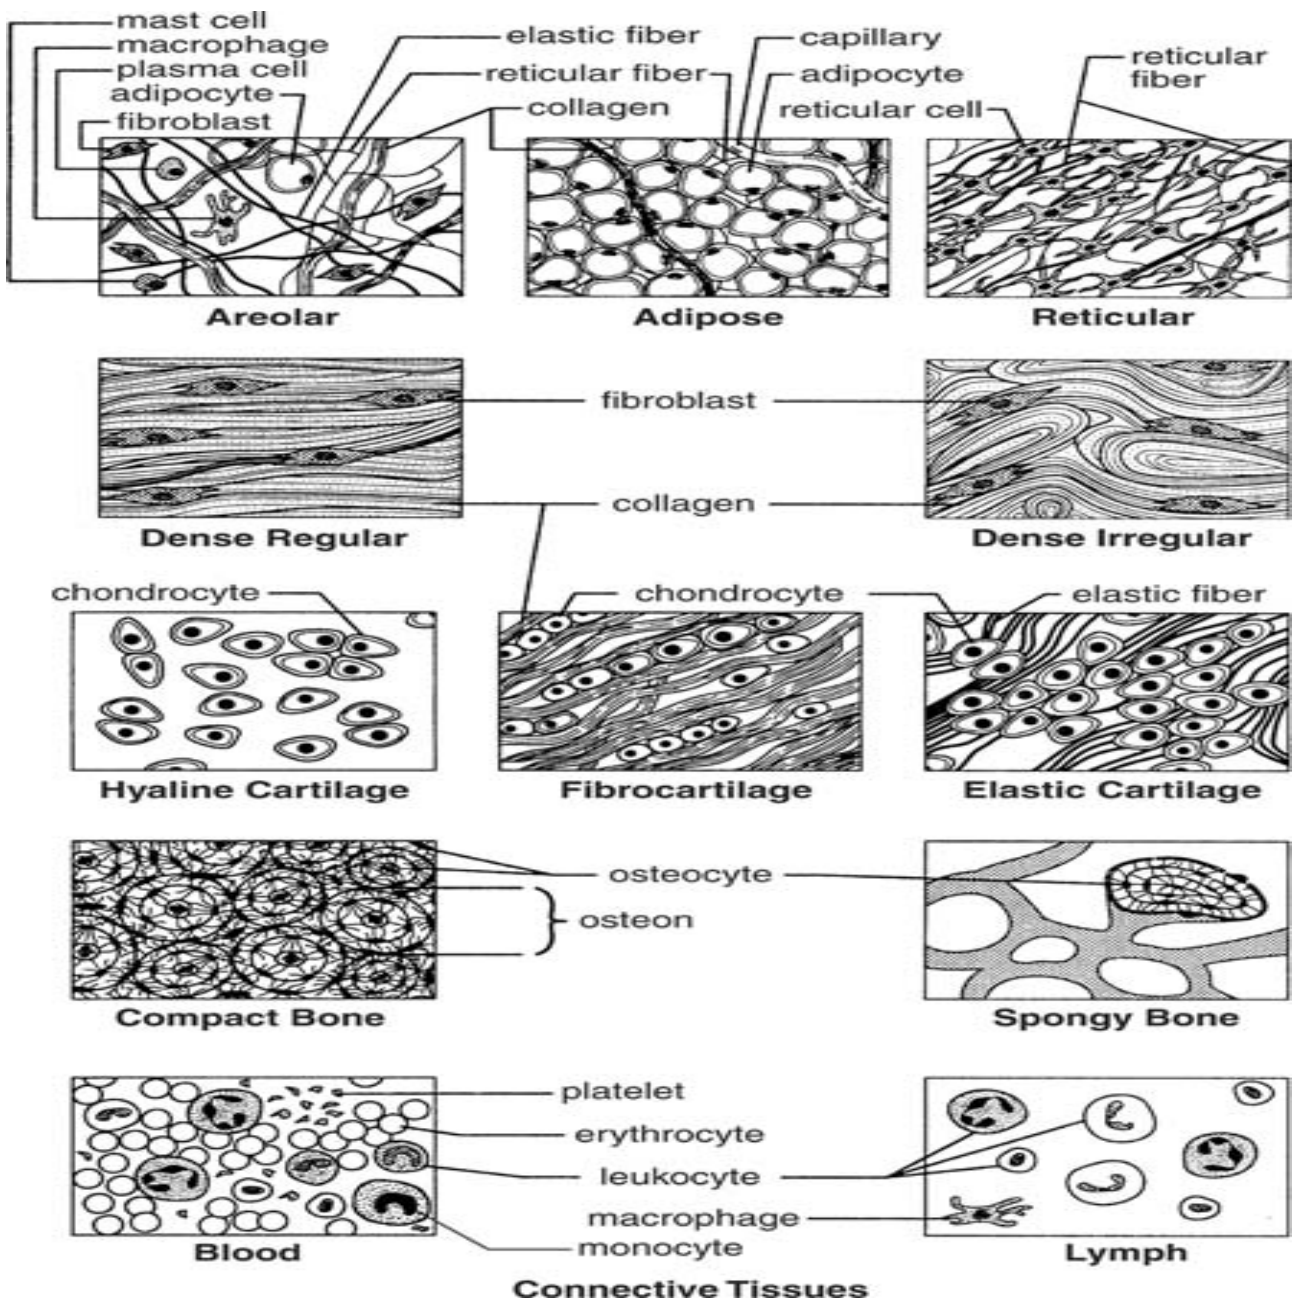 mast cell
macrophage
plasma cell
adipocyte
fibroblast
elastic fiber
reticular fiber
collagen
capillary
adipocyte
reticular cell
reticular
fiber
Areolar
Adipose
Reticular
fibroblast
collagen
Dense Regular
Dense Irregular
chondrocyte
chondrocyte
elastic fiber
Hyaline Cartilage
Fibrocartilage
Elastic Cartilage
osteocyte
osteon
Compact Bone
Spongy Bone
platelet
erythrocyte
leukocyte
macrophage
monocyte
Blood
Lymph
Connective Tissues